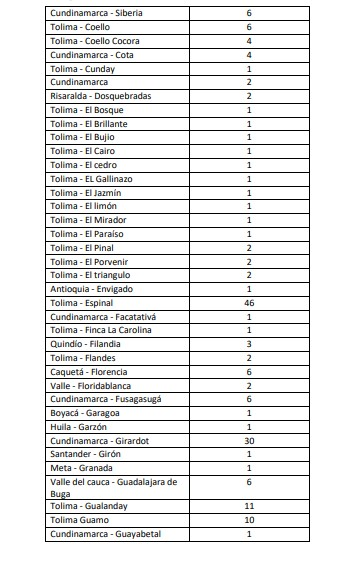 Cundinamarca - Siberia 6
Tolima - Coello 6
Tolima - Coello Cocora 4
Cundinamarca - Cota 4
Tolima - Cunday 1
Cundinamarca 2
Risaralda - Dosquebradas 2
Tolima - El Bosque 1
Tolima - El Brillante 1
Tolima - El Bujio 1
Tolima - El Cairo 1
Tolima - El cedro 1
Tolima - EL Gallinazo 1
Tolima - El Jazmín 1
Tolima - El limón 1
Tolima - El Mirador 1
Tolima - El Paraíso 1
Tolima - El Pinal 2
Tolima - El Porvenir 2
Tolima - El triangulo 2
Antioquia - Envigado 1
Tolima - Espinal 46
Cundinamarca - Facatativá 1
Tolima - Finca La Carolina 1
Quindío - Filandia 3
Tolima - Flandes 2
Caquetá - Florencia 6
Valle - Floridablanca 2
Cundinamarca - Fusagasugá 6
Boyacá - Garagoa 1
Huila - Garzón 1
Cundinamarca - Girardot 30
Santander - Girón 1
Meta - Granada 1
Valle del cauca - Guadalajara de 6
Buga
Tolima - Gualanday 11
Tolima Guamo 10
Cundinamarca - Guayabetal 1